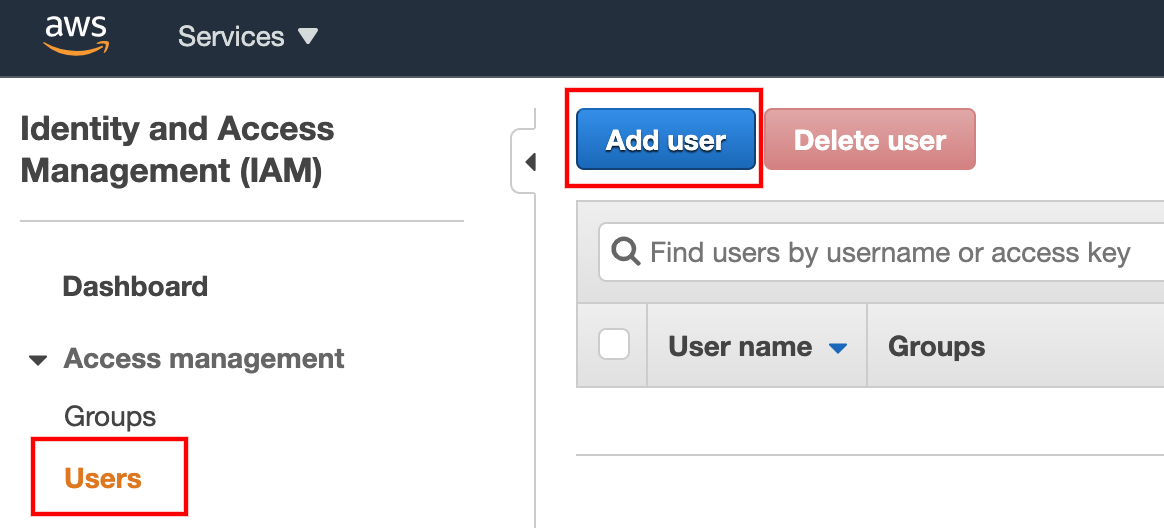 aws
Services
Identity and Access
Management (IAM)
Dashboard
Access management
Groups
Users
Add user
Delete user
Find users by username or access key
User name
Groups